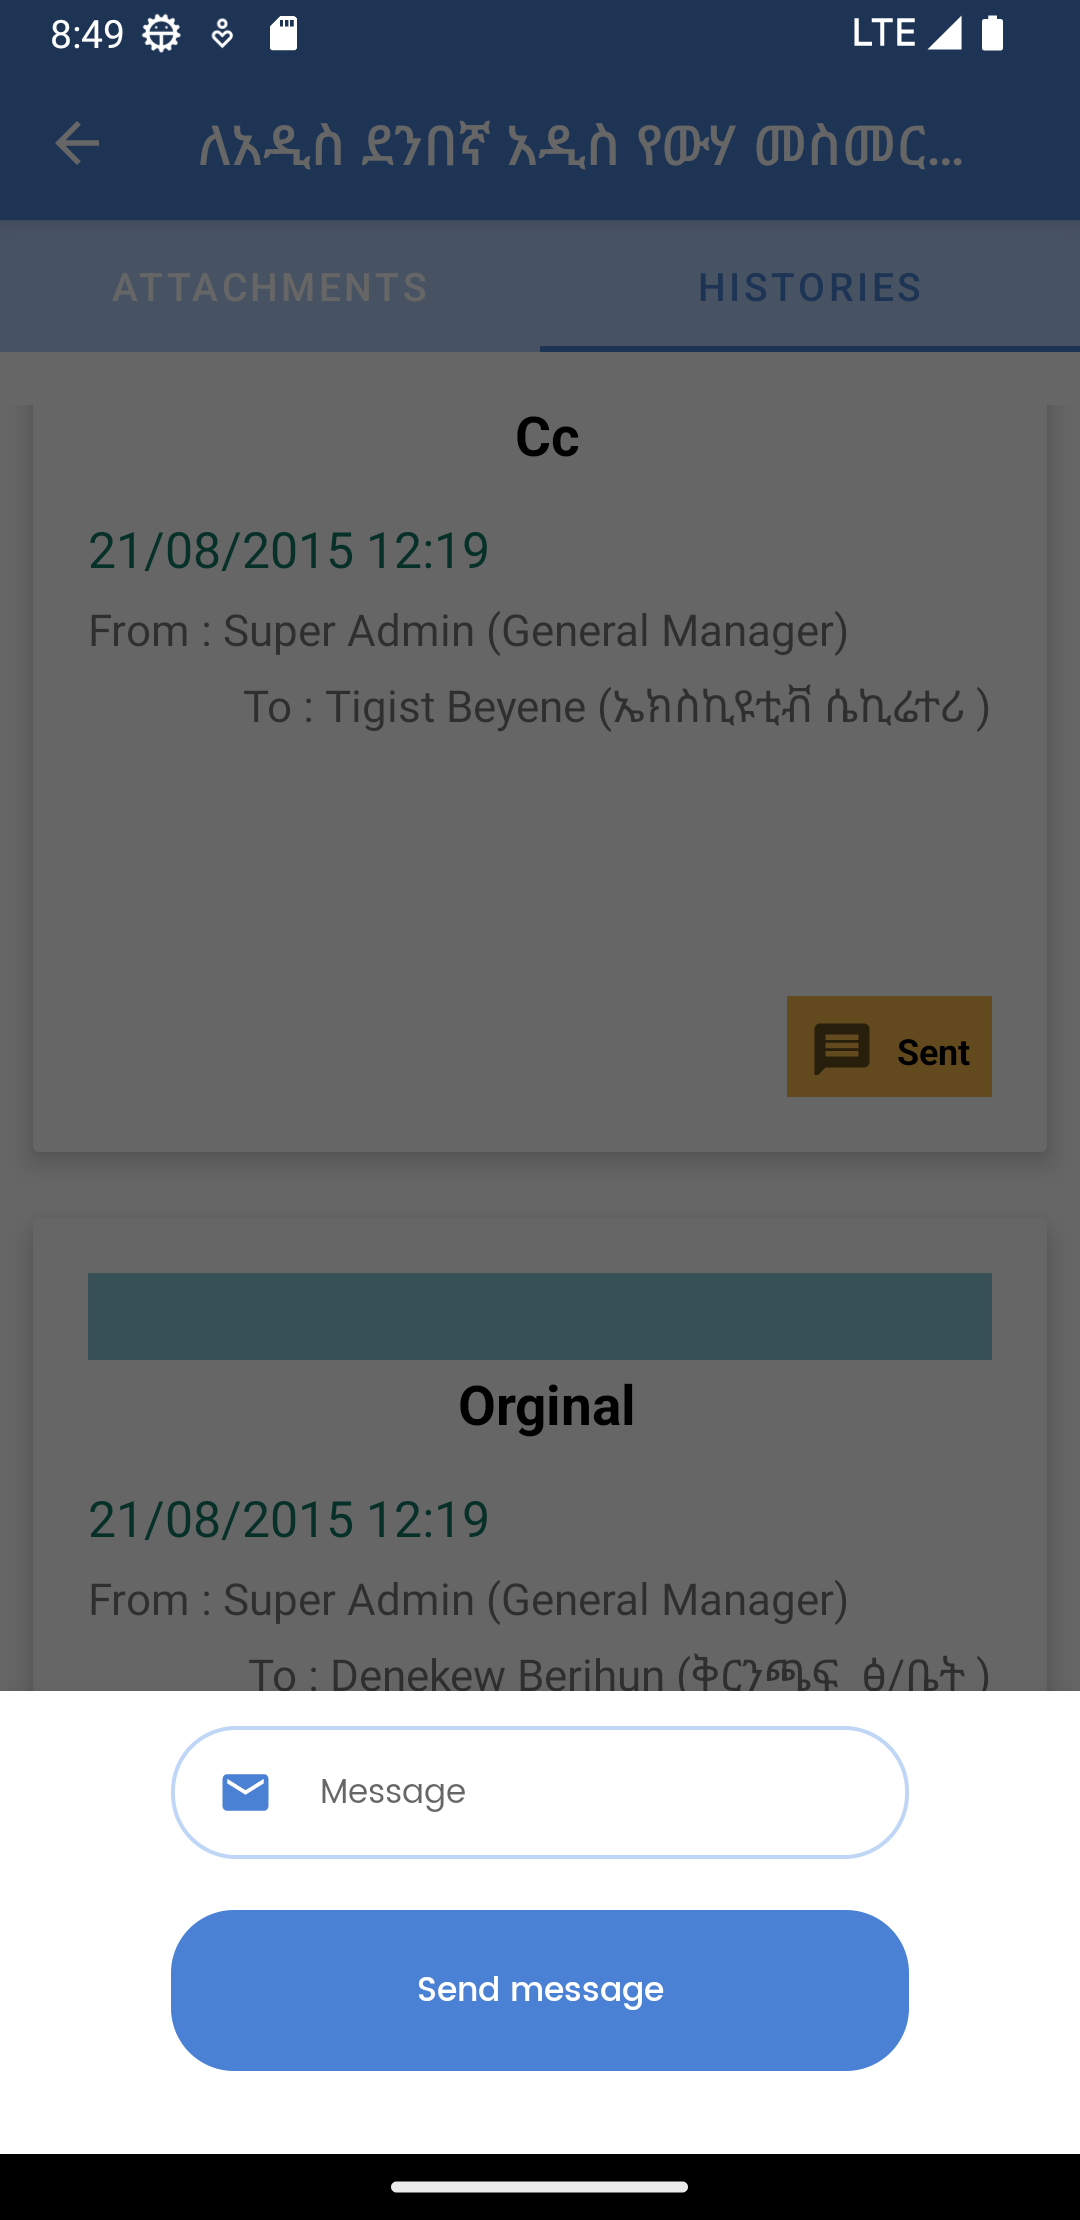 8:49 LTE
ለአዲስ ደንበኛ አዲስ የውሃ መስመር...
ATTACHMENTS HISTORIES
Cc
21/08/2015 12:19
From : Super Admin (General Manager)
To : Tigist Beyene (ኤክስኪዩቲቭ ሴኪሬተሪ )
Sent
Orginal
21/08/2015 12:19
From : Super Admin (General Manager)
To : Denekew Berihun (ቅርንጫፍ ፅ/ቤት )
Message
Send message